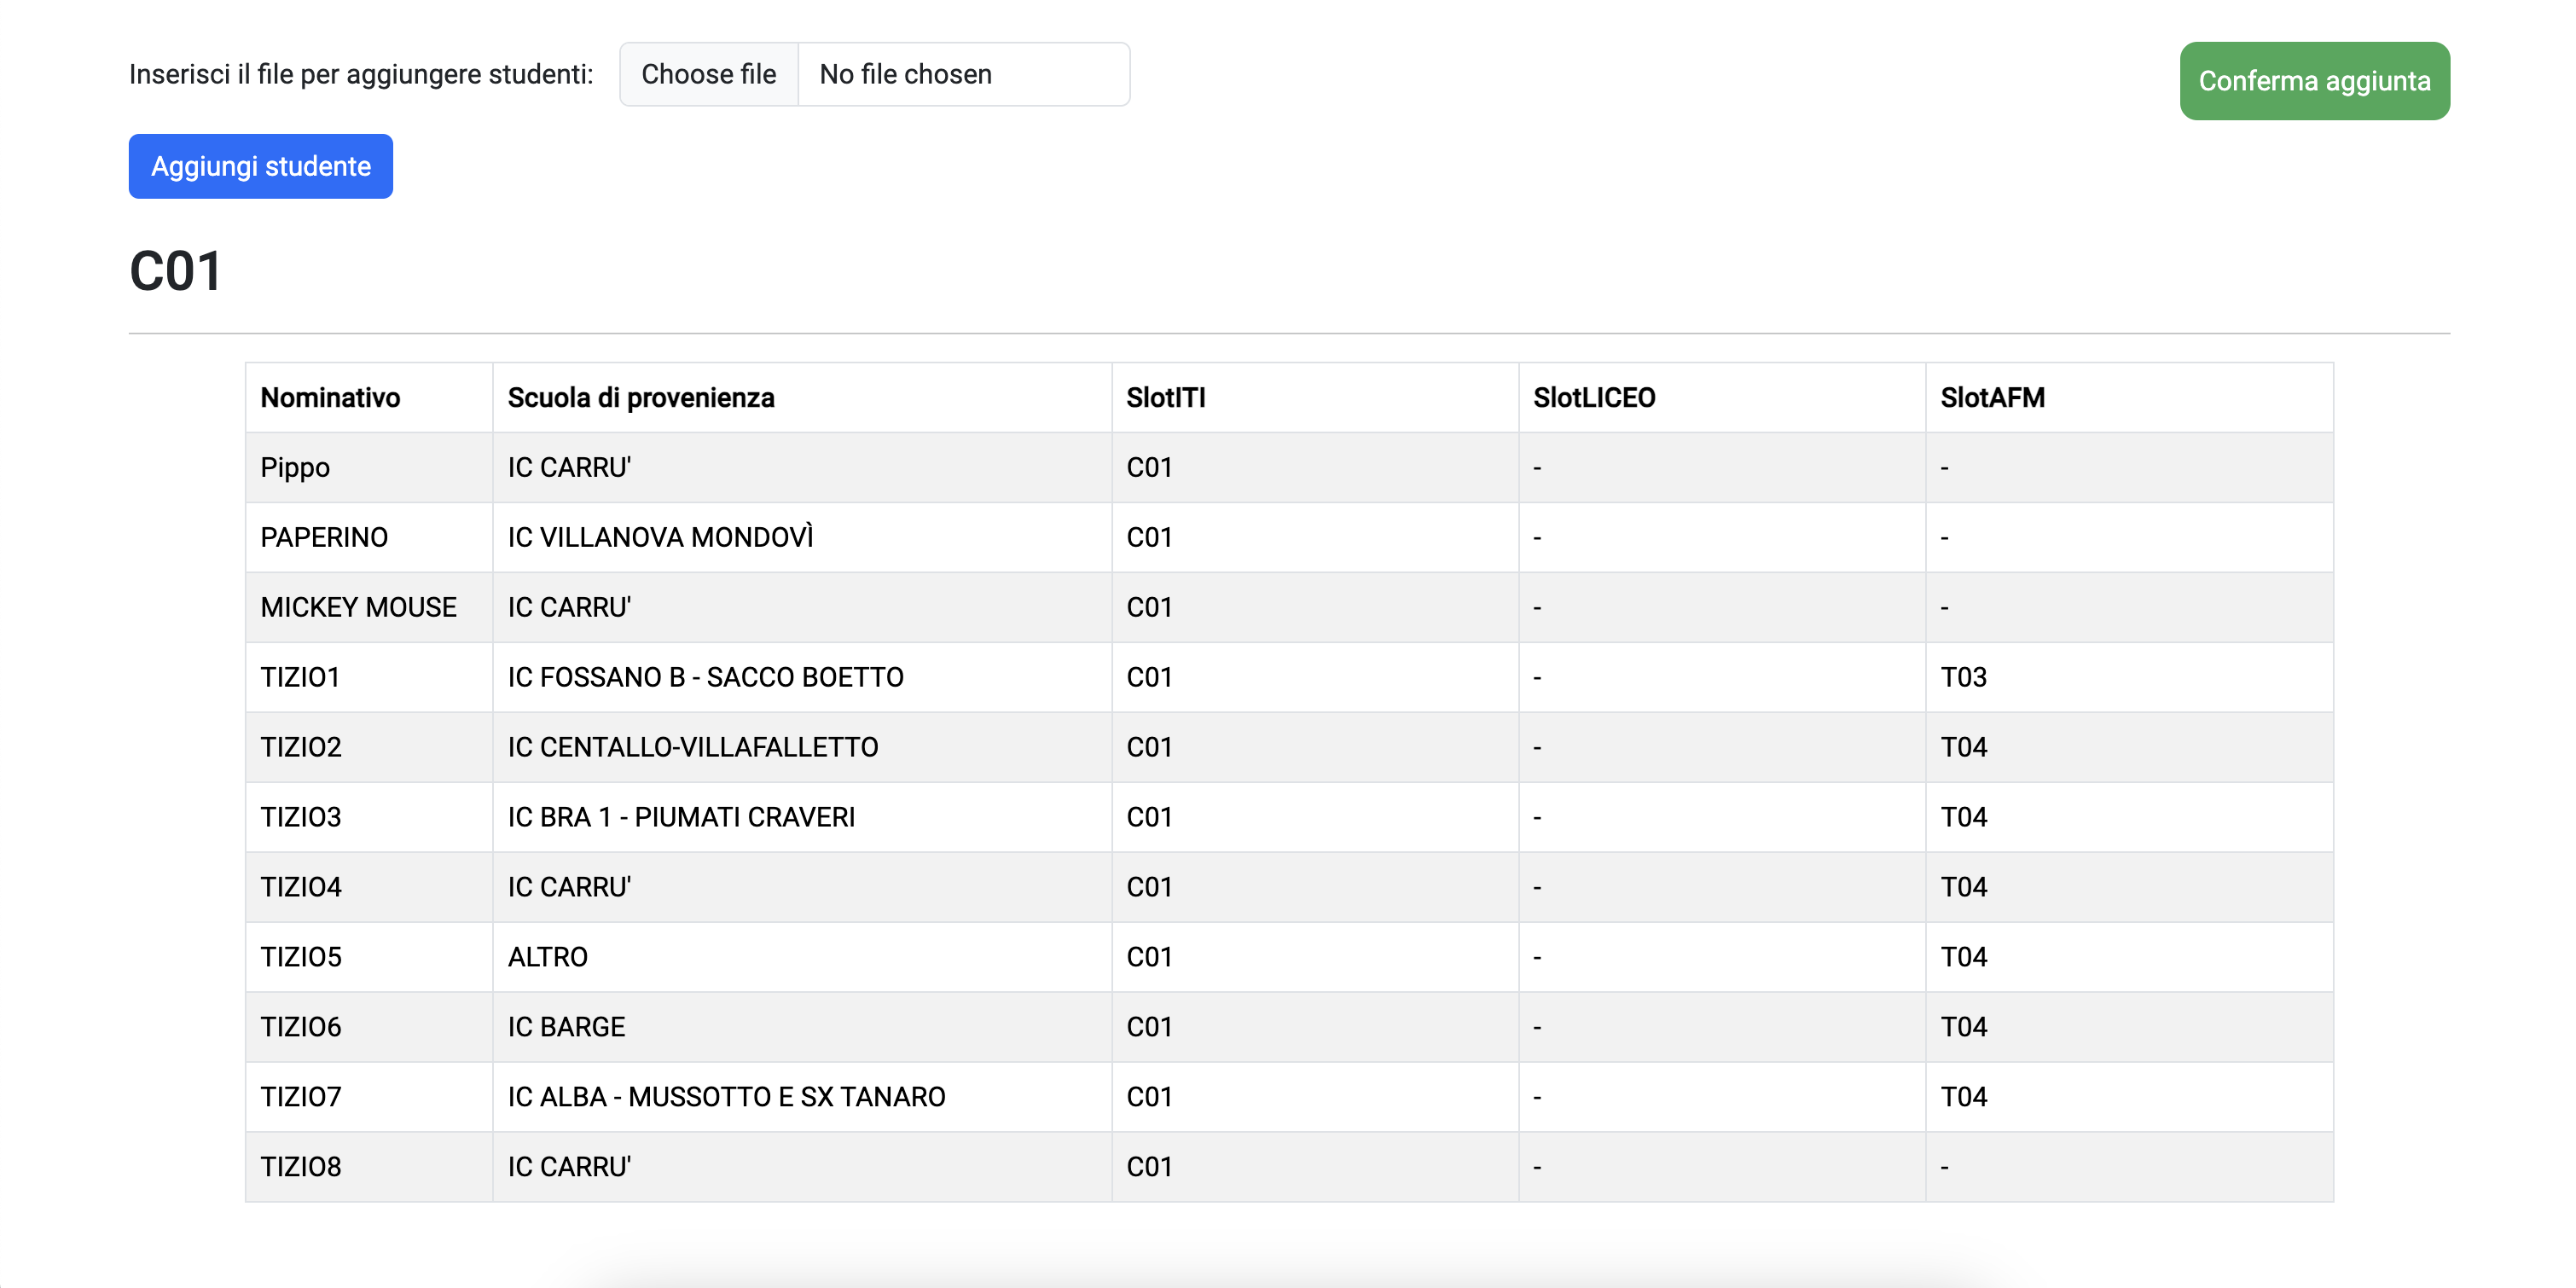 Inserisci il file per aggiungere studenti: Choose file No file chosen Conferma aggiunta
Aggiungi studente
C01
Nominativo Scuola di provenienza SlotITI SlotLICEO SlotAFM
Pippo IC CARRU' C01 - -
PAPERINO IC VILLANOVA MONDOVÌ C01 - -
MICKEY MOUSE IC CARRU' C01 - -
TIZIO1 IC FOSSANO B - SACCO BOETTO C01 - T03
TIZIO2 IC CENTALLO-VILLAFALLETTO C01 - T04
TIZIO3 IC BRA 1 - PIUMATI CRAVERI C01 - T04
TIZIO4 IC CARRU' C01 - T04
TIZIO5 ALTRO C01 - T04
TIZIO6 IC BARGE C01 - T04
TIZIO7 IC ALBA - MUSSOTTO E SX TANARO C01 - T04
TIZIO8 IC CARRU' C01 - -